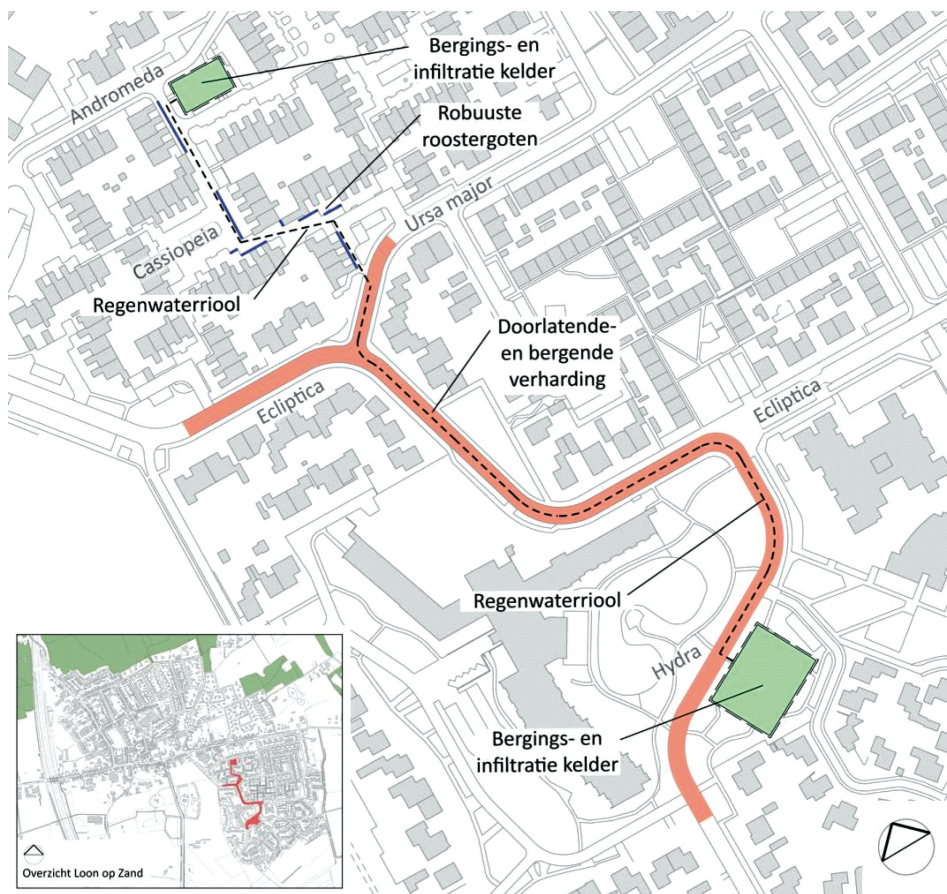 Bergings- en
infiltratie kelder
Andromeda
Robuuste
roostergoten
Ursa major
Cassiopeia
Regenwaterriool
Doorlatende-
en bergende
verharding
Ecliptica
Ecliptica
Regenwaterriool
Hydra
Bergings- en
infiltratie kelder
Overzicht Loon op Zand